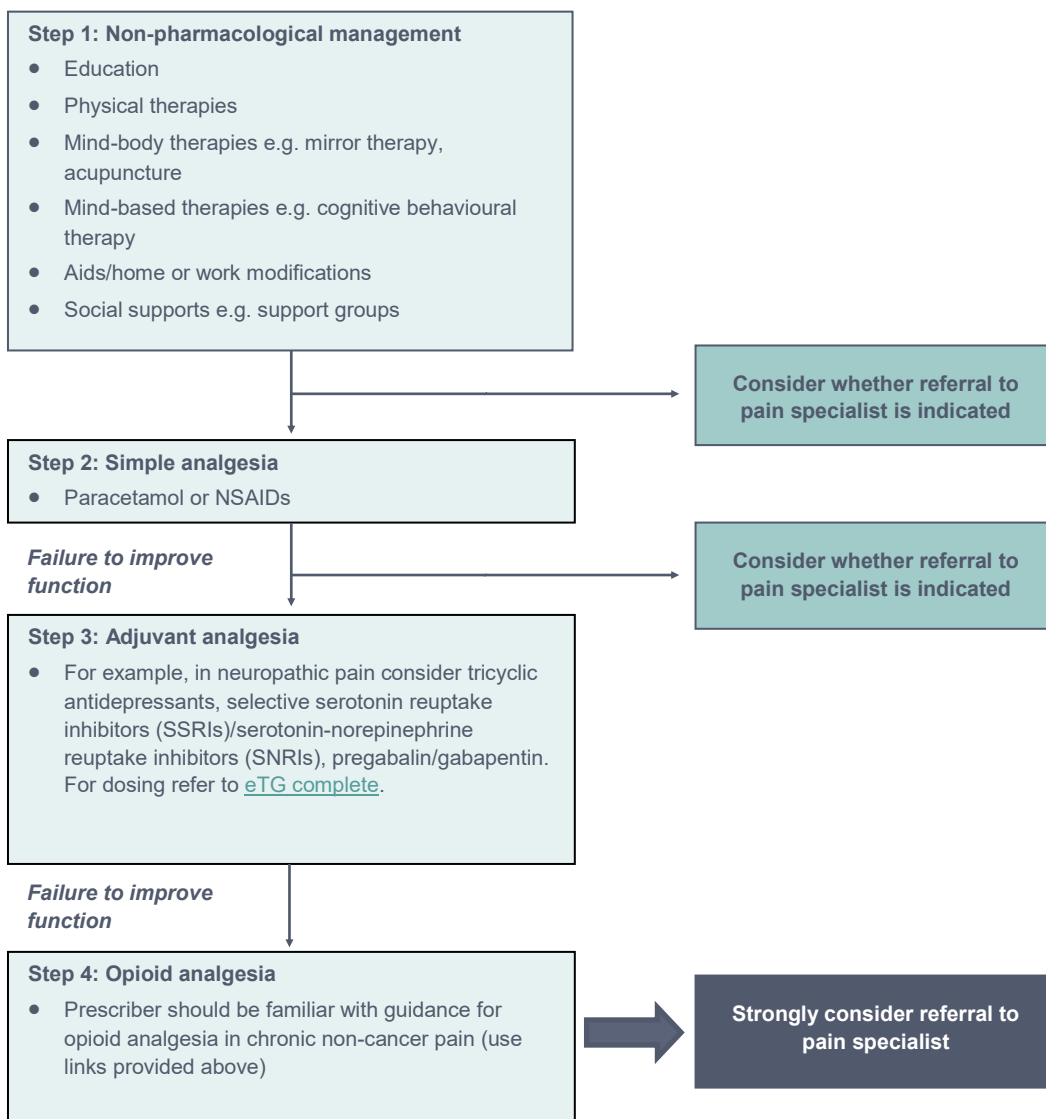 Step 1: Non-pharmacological management
● Education
● Physical therapies
● Mind-body therapies e.g. mirror therapy,
acupuncture
● Mind-based therapies e.g. cognitive behavioural
therapy
● Aids/home or work modifications
● Social supports e.g. support groups
Consider whether referral to
pain specialist is indicated
Step 2: Simple analgesia
● Paracetamol or NSAIDs
Failure to improve
function
Consider whether referral to
pain specialist is indicated
Step 3: Adjuvant analgesia
● For example, in neuropathic pain consider tricyclic
antidepressants, selective serotonin reuptake
inhibitors (SSRIs)/serotonin-norepinephrine
reuptake inhibitors (SNRIs), pregabalin/gabapentin.
For dosing refer to eTG complete.
Failure to improve
function
Step 4: Opioid analgesia
● Prescriber should be familiar with guidance for
opioid analgesia in chronic non-cancer pain (use
links provided above)
Strongly consider referral to
pain specialist